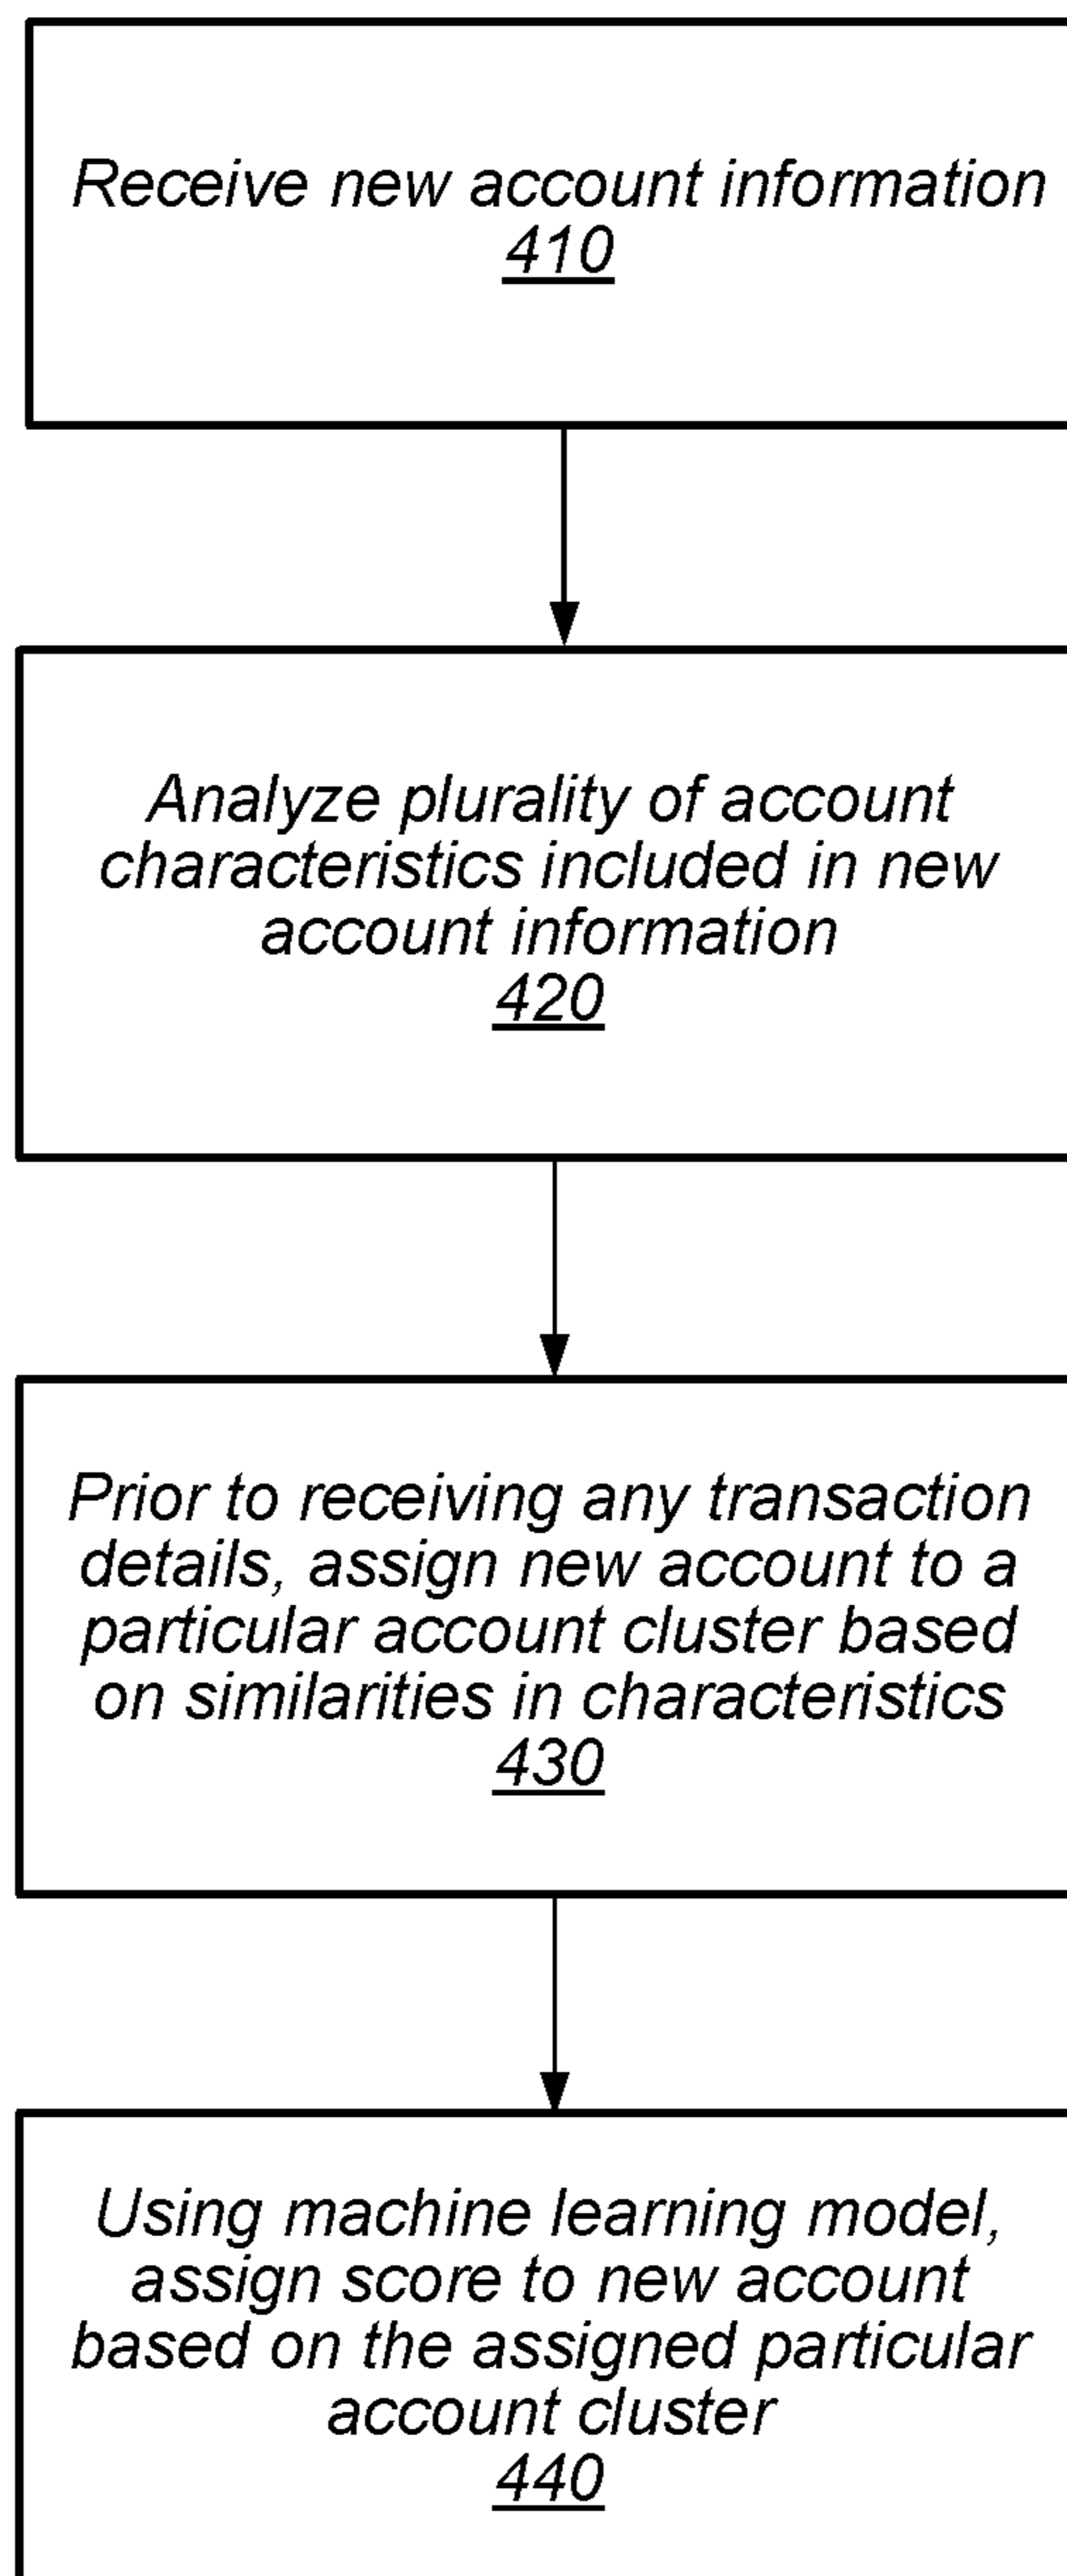 Receive new account information
410
Analyze plurality of account
characteristics included in new
account information
420
Prior to receiving any transaction
details, assign new account to a
particular account cluster based
on similarities in characteristics
430
Using machine learning model,
assign score to new account
based on the assigned particular
account cluster
440